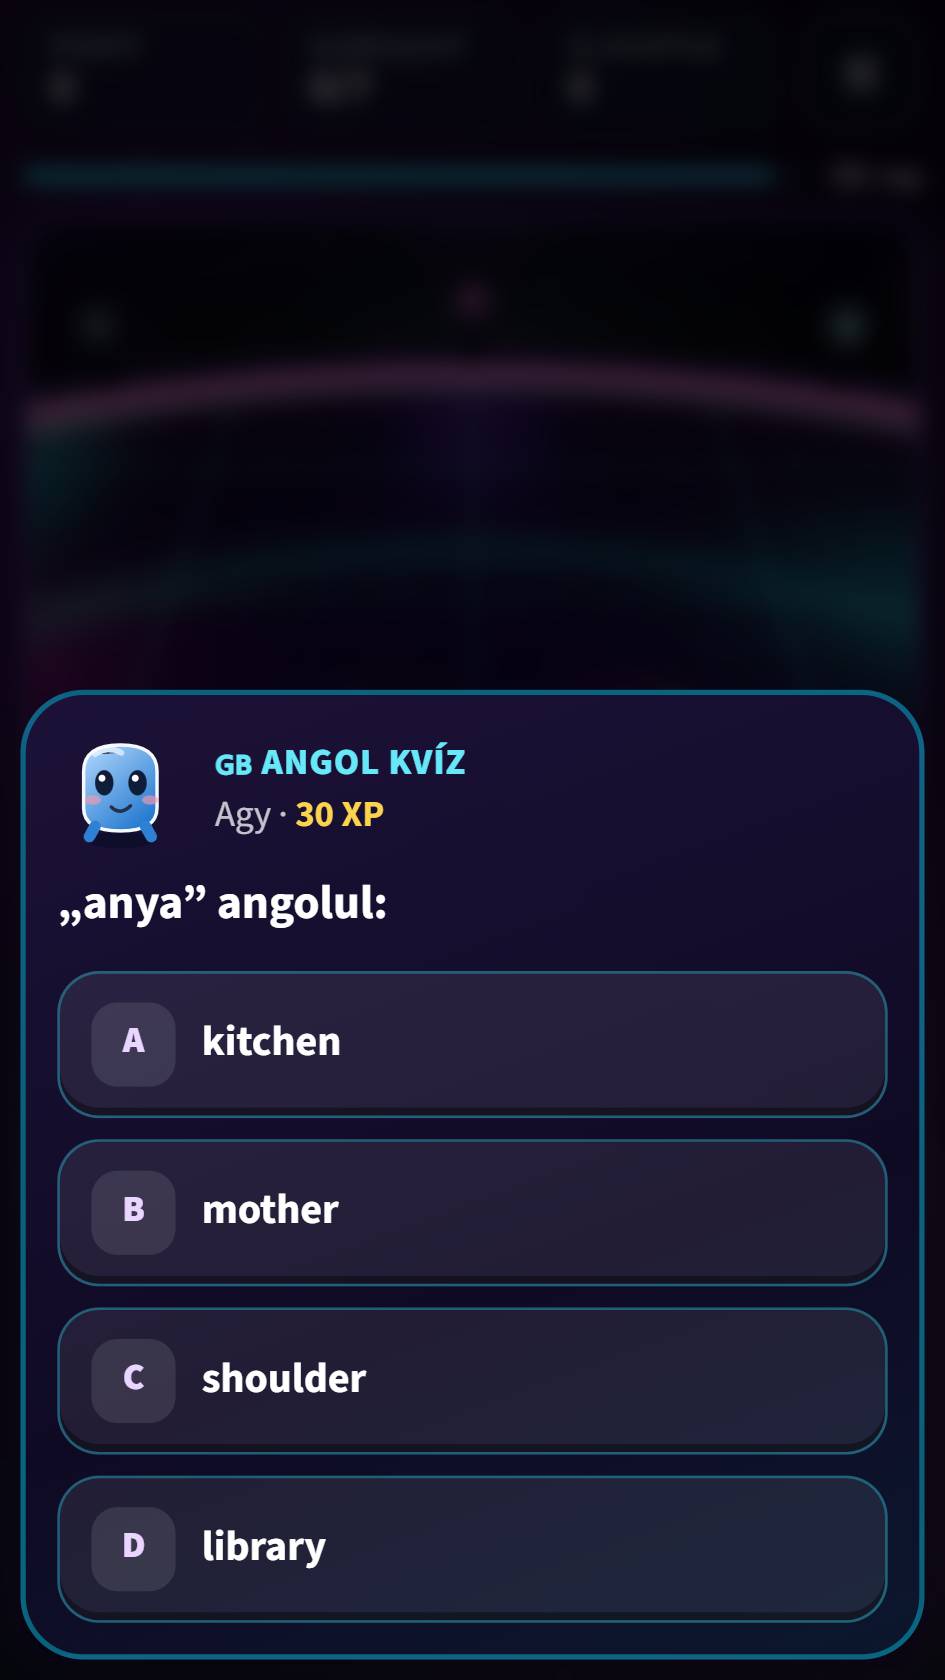 GB ANGOL KVÍZ
Agy · 30 XP
„anya” angolul:
A kitchen
B mother
C shoulder
D library